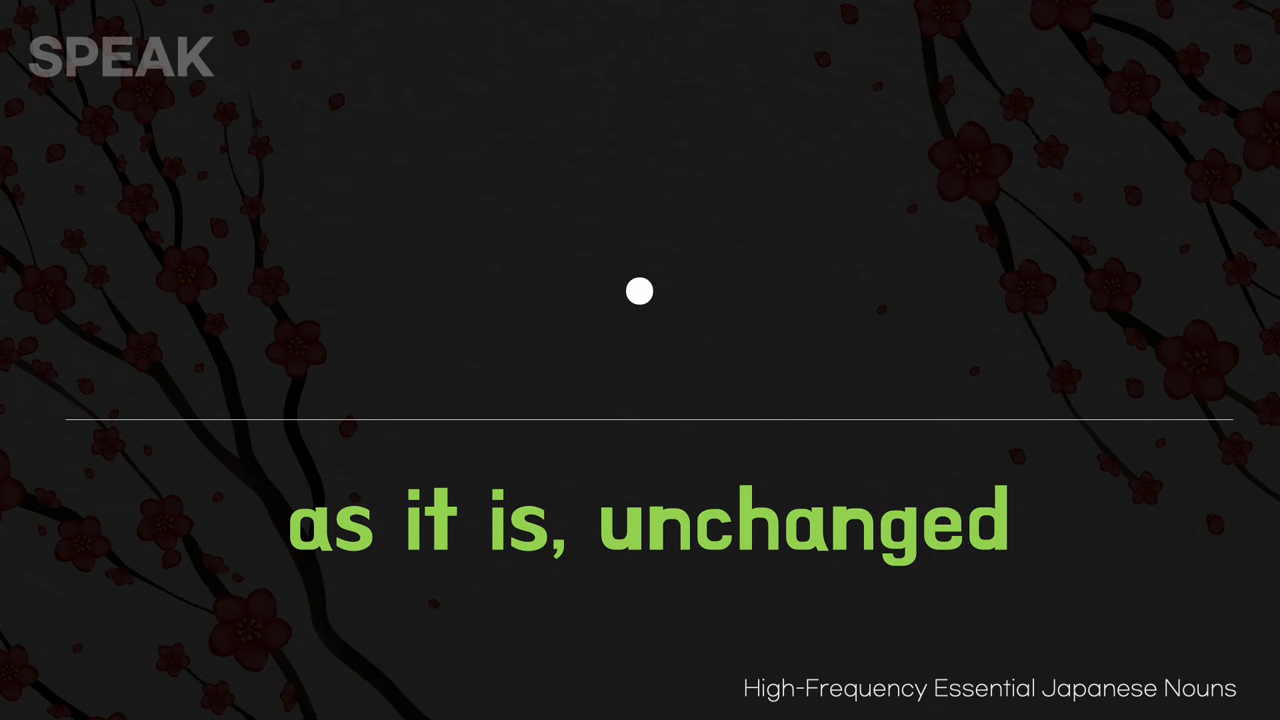 SPEAK
as it is, unchanged
High-Frequency Essential Japanese Nouns